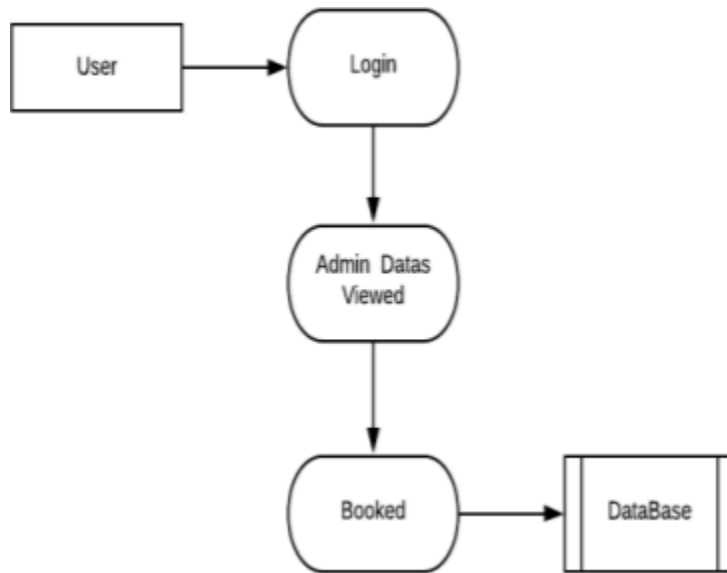 User
Login
Admin Datas
Viewed
Booked
DataBase